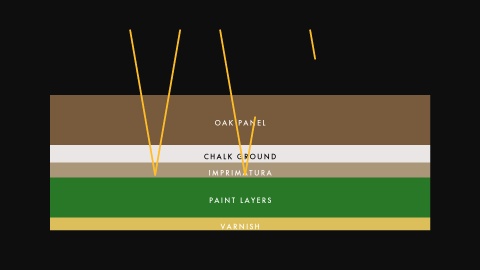 OAK PANEL
CHALK GROUND
IMPRIMATURA
PAINT LAYERS
VARNISH